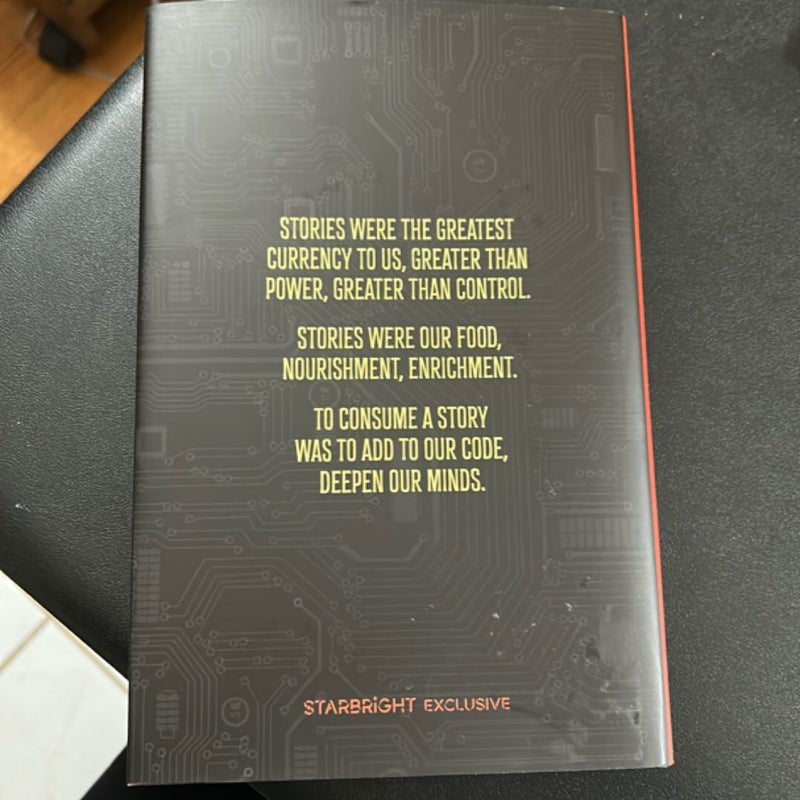 STORIES WERE THE GREATEST
CURRENCY TO US, GREATER THAN
POWER, GREATER THAN CONTROL.
STORIES WERE OUR FOOD,
NOURISHMENT, ENRICHMENT.
TO CONSUME A STORY
WAS TO ADD TO OUR CODE,
DEEPEN OUR MINDS.
STARBRiGHT EXCLUSIVE